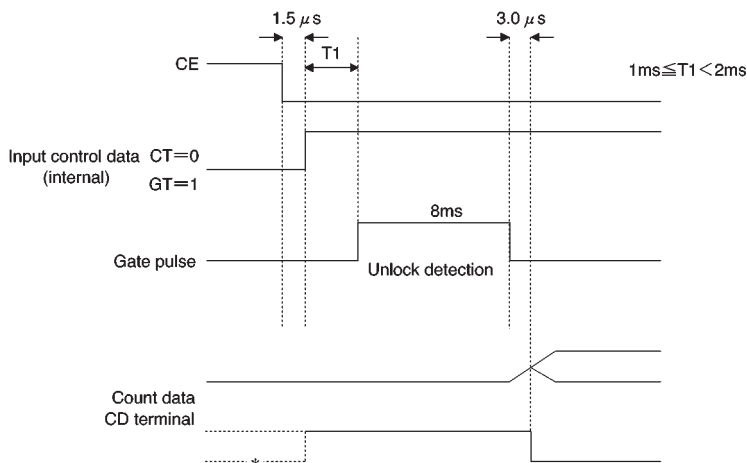 1.5 μs
3.0 μs
T1
CE
1ms≦T1<2ms
Input control data
(internal)
CT=0
GT=1
8ms
Gate pulse
Unlock detection
Count data
CD terminal
*